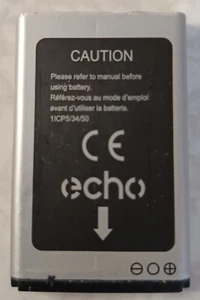 CAUTION
Please refer to manual before
using battery.
Référez-vous au mode d'emploi
avant d'utiliser la batterie.
1ICP5/34/50
CE
echo